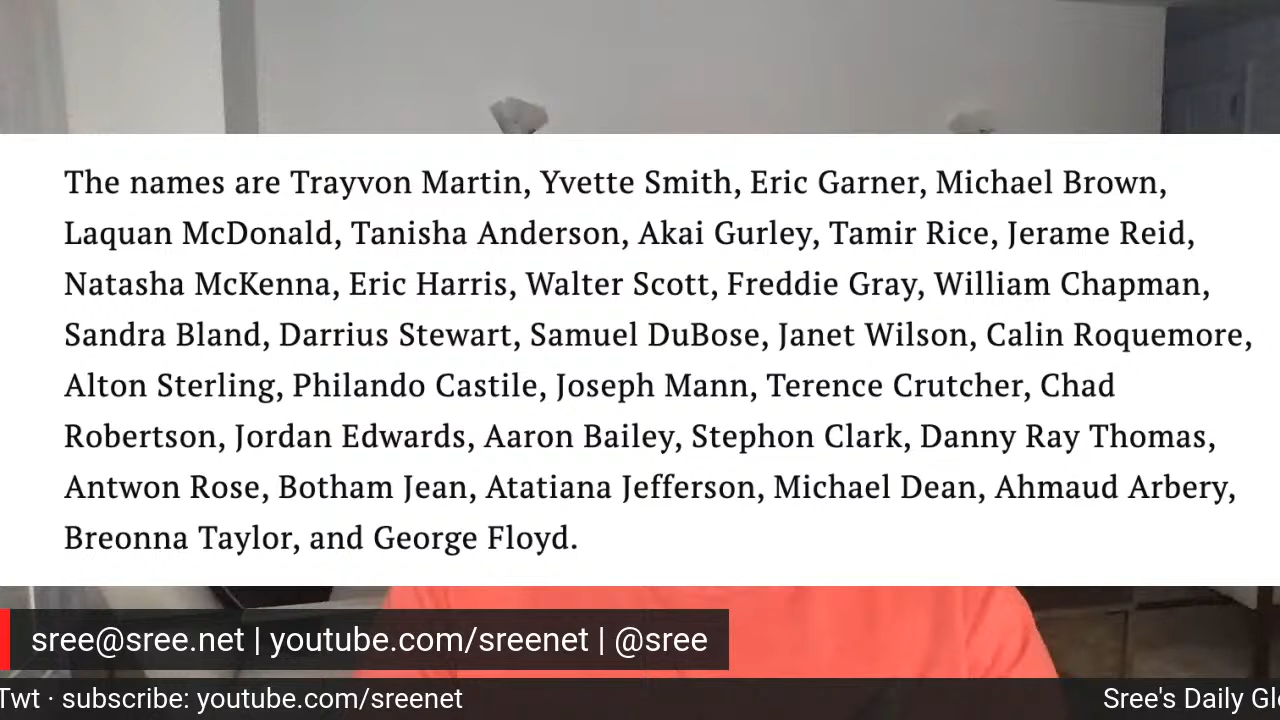 The names are Trayvon Martin, Yvette Smith, Eric Garner, Michael Brown,
Laquan McDonald, Tanisha Anderson, Akai Gurley, Tamir Rice, Jerame Reid,
Natasha McKenna, Eric Harris, Walter Scott, Freddie Gray, William Chapman,
Sandra Bland, Darrius Stewart, Samuel DuBose, Janet Wilson, Calin Roquemore,
Alton Sterling, Philando Castile, Joseph Mann, Terence Crutcher, Chad
Robertson, Jordan Edwards, Aaron Bailey, Stephon Clark, Danny Ray Thomas,
Antwon Rose, Botham Jean, Atatiana Jefferson, Michael Dean, Ahmaud Arbery,
Breonna Taylor, and George Floyd.
sree@sree.net | youtube.com/sreenet | @sree
Twt · subscribe: youtube.com/sreenet Sree's Daily